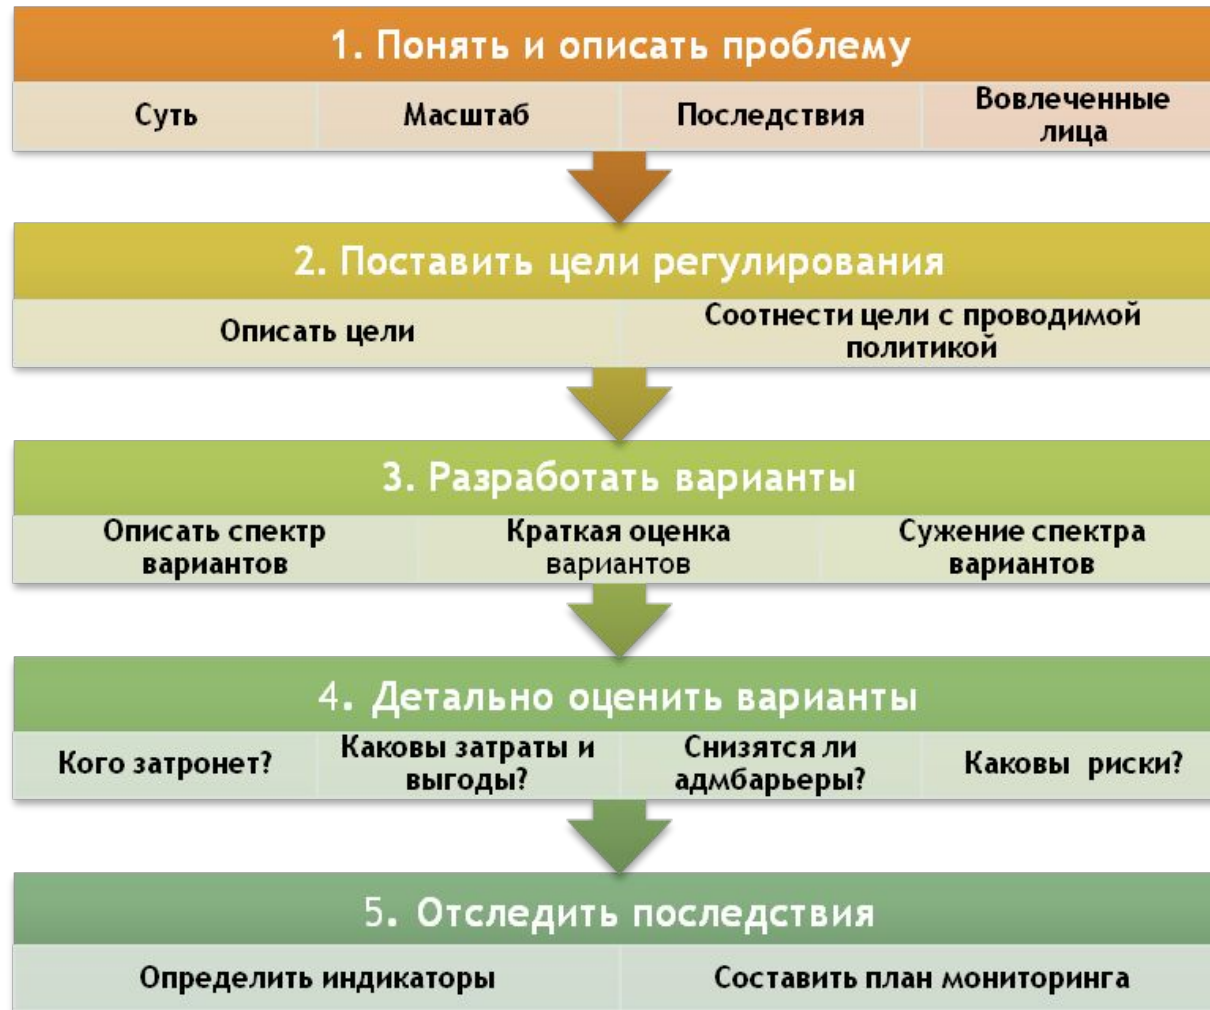 1. Понять и описать проблему
Суть
Масштаб
Последствия
Вовлеченные
лица
2. Поставить цели регулирования
Описать цели
Соотнести цели с проводимой
политикой
3. Разработать варианты
Описать спектр
вариантов
Краткая оценка
вариантов
Сужение спектра
вариантов
4. Детально оценить варианты
Кого затронет?
Каковы затраты и
выгоды?
Снизятся ли
админбарьеры?
Каковы риски?
5. Отследить последствия
Определить индикаторы
Составить план мониторинга